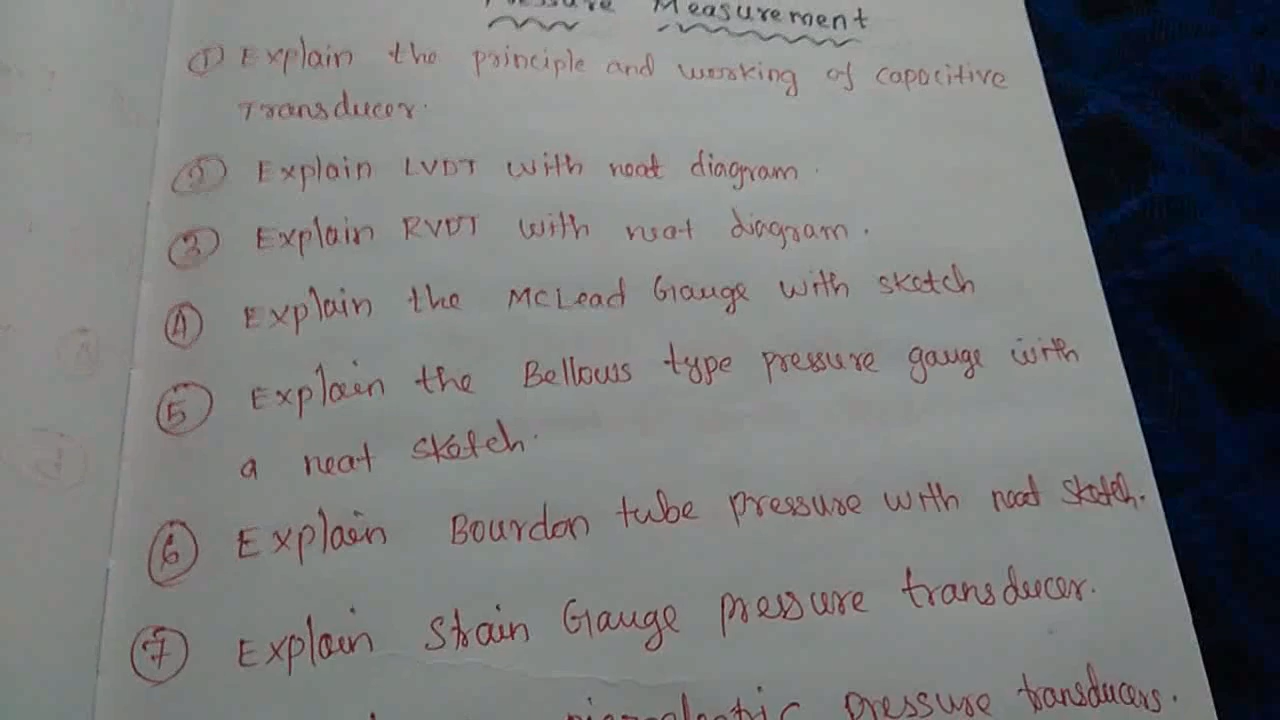 Measurement
① Explain the principle and working of capacitive
Transducer.
② Explain LVDT with neat diagram.
③ Explain RVDT with neat diagram.
④ Explain the McLead Gauge with sketch
⑤ Explain the Bellows type pressure gauge with
a neat sketch.
⑥ Explain Bourdon tube pressure with neat sketch.
⑦ Explain Strain Gauge pressure transducer.
pressure transducers.